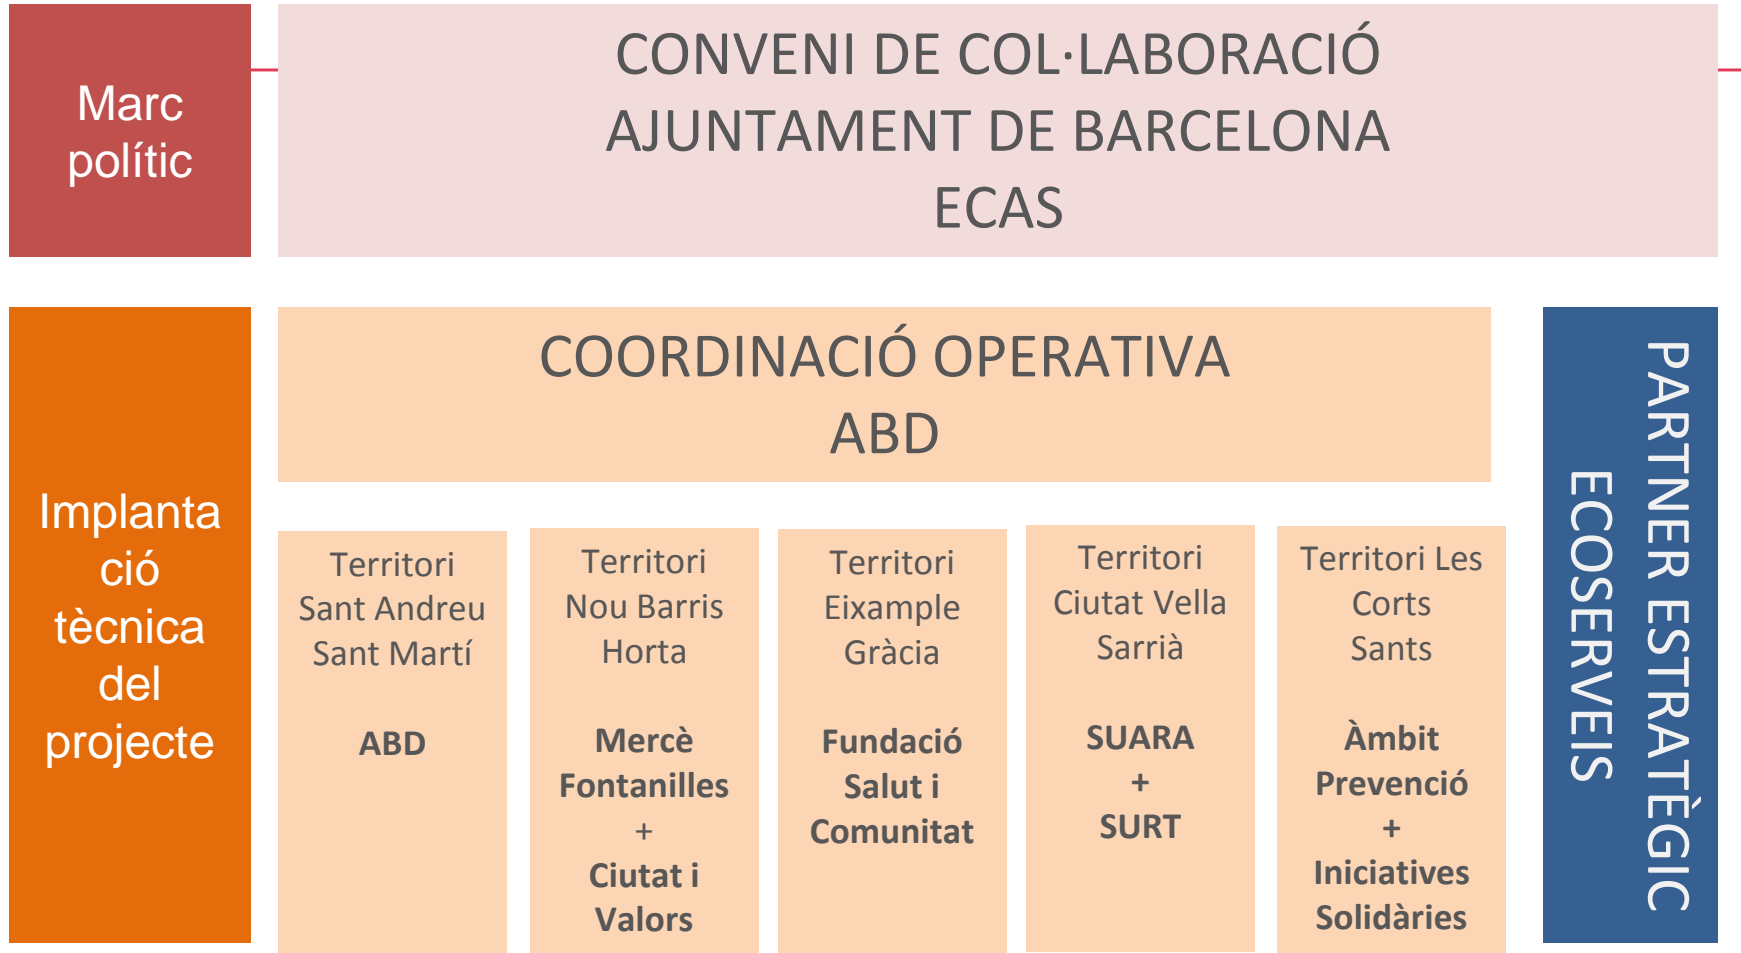 Marc
polític
CONVENI DE COL·LABORACIÓ
AJUNTAMENT DE BARCELONA
ECAS
Implanta
ció
tècnica
del
projecte
COORDINACIÓ OPERATIVA
ABD
Territori
Sant Andreu
Sant Martí
ABD
Territori
Nou Barris
Horta
Mercè
Fontanilles
+
Ciutat i
Valors
Territori
Eixample
Gràcia
Fundació
Salut i
Comunitat
Territori
Ciutat Vella
Sarrià
SUARA
+
SURT
Territori Les
Corts
Sants
Àmbit
Prevenció
+
Iniciatives
Solidàries
PARTNER ESTRATÈGIC
ECOSERVEIS